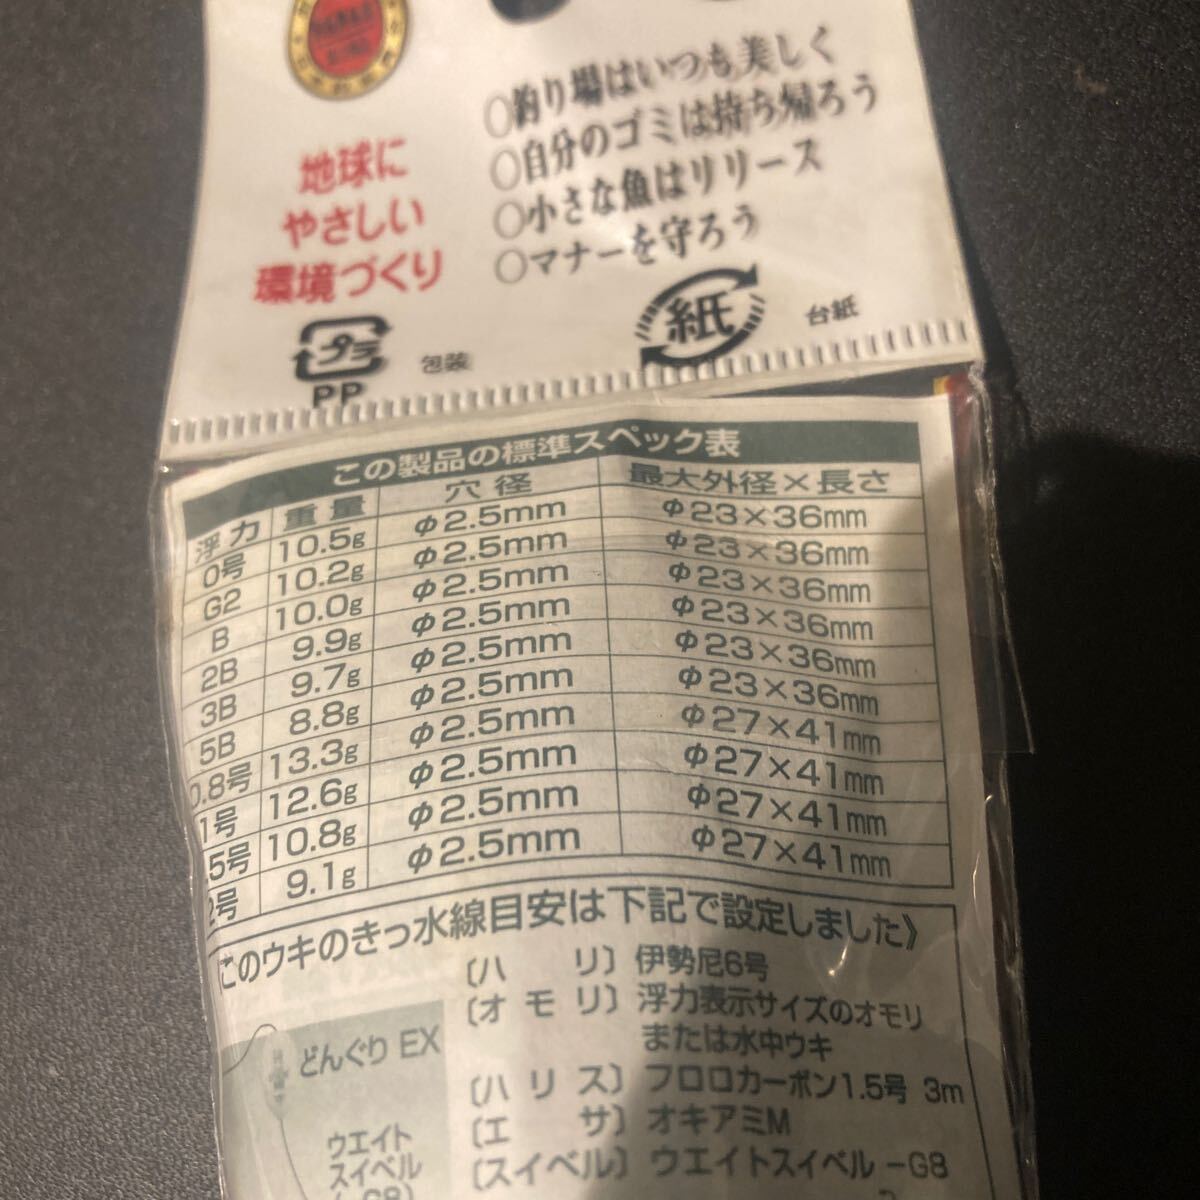 ○釣り場はいつも美しく
○自分のゴミは持ち帰ろう
○小さな魚はリリース
○マナーを守ろう
地球に
やさしい
環境づくり
プラ
PP
包装
紙
台紙
この製品の標準スペック表
浮力 重量 穴径 最大外径×長さ
0号 10.5g φ2.5mm φ23×36mm
G2 10.2g φ2.5mm φ23×36mm
B 10.0g φ2.5mm φ23×36mm
2B 9.9g φ2.5mm φ23×36mm
3B 9.7g φ2.5mm φ23×36mm
5B 8.8g φ2.5mm φ23×36mm
0.8号 13.3g φ2.5mm φ27×41mm
1号 12.6g φ2.5mm φ27×41mm
.5号 10.8g φ2.5mm φ27×41mm
2号 9.1g φ2.5mm φ27×41mm
このウキのきっ水線目安は下記で設定しました》
〔ハリ〕伊勢尼6号
〔オモリ〕浮力表示サイズのオモリ
または水中ウキ
〔ハリス〕フロロカーボン1.5号 3m
〔エサ〕オキアミM
〔スイベル〕ウエイトスイベル-G8
どんぐり EX
ウエイト
スイベル
(-G8)